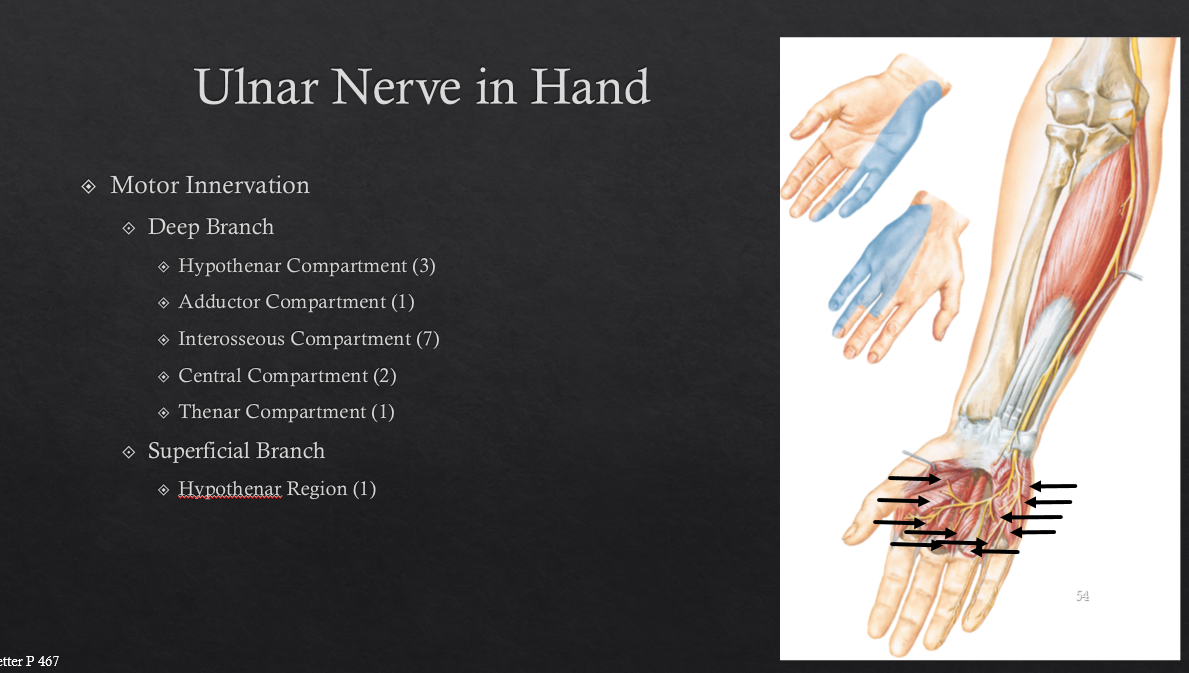 Ulnar Nerve in Hand
Motor Innervation
Deep Branch
Hypothenar Compartment (3)
Adductor Compartment (1)
Interosseous Compartment (7)
Central Compartment (2)
Thenar Compartment (1)
Superficial Branch
Hypothenar Region (1)
54
etter P 467